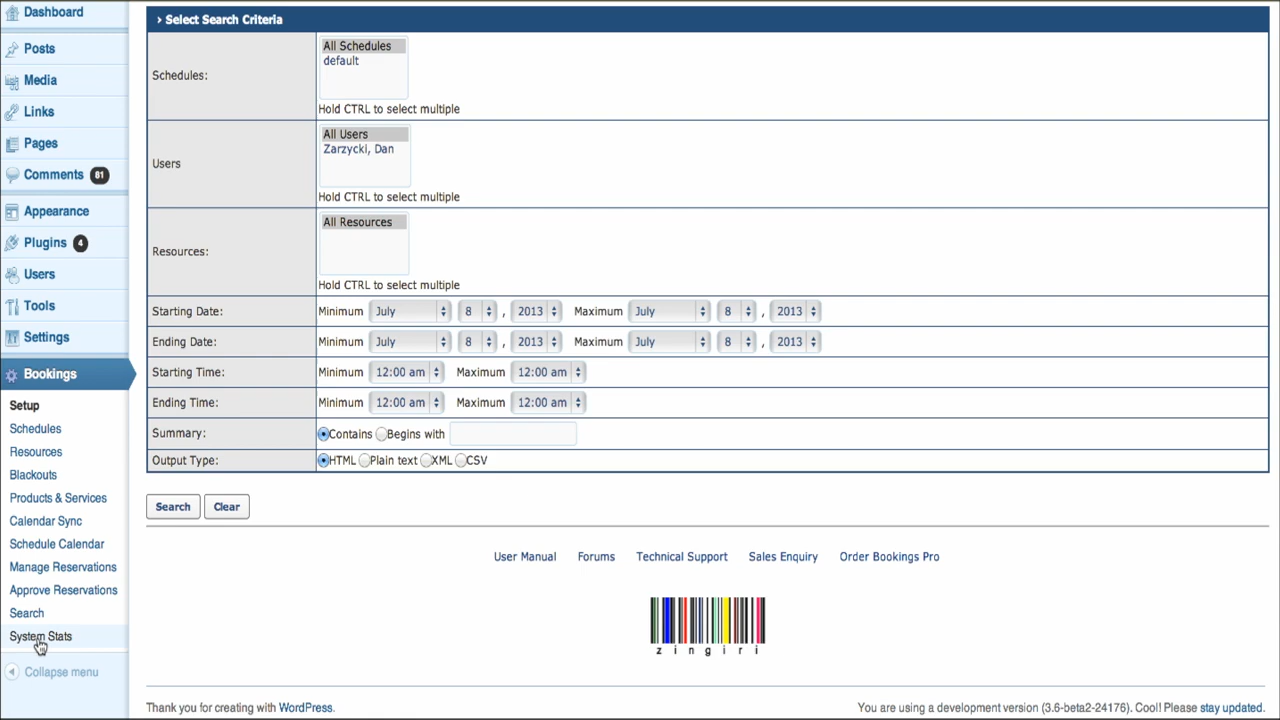 Dashboard
Posts
Media
Links
Pages
Comments 81
Appearance
Plugins 4
Users
Tools
Settings
Bookings
Setup
Schedules
Resources
Blackouts
Products & Services
Calendar Sync
Schedule Calendar
Manage Reservations
Approve Reservations
Search
System Stats
Collapse menu
› Select Search Criteria
Schedules:
All Schedules
default
Hold CTRL to select multiple
Users
All Users
Zarzycki, Dan
Hold CTRL to select multiple
Resources:
All Resources
Hold CTRL to select multiple
Starting Date: Minimum July 8 , 2013 Maximum July 8 , 2013
Ending Date: Minimum July 8 , 2013 Maximum July 8 , 2013
Starting Time: Minimum 12:00 am Maximum 12:00 am
Ending Time: Minimum 12:00 am Maximum 12:00 am
Summary: Contains Begins with
Output Type: HTML Plain text XML CSV
Search Clear
User Manual Forums Technical Support Sales Enquiry Order Bookings Pro
zingiri
Thank you for creating with WordPress.
You are using a development version (3.6-beta2-24176). Cool! Please stay updated.